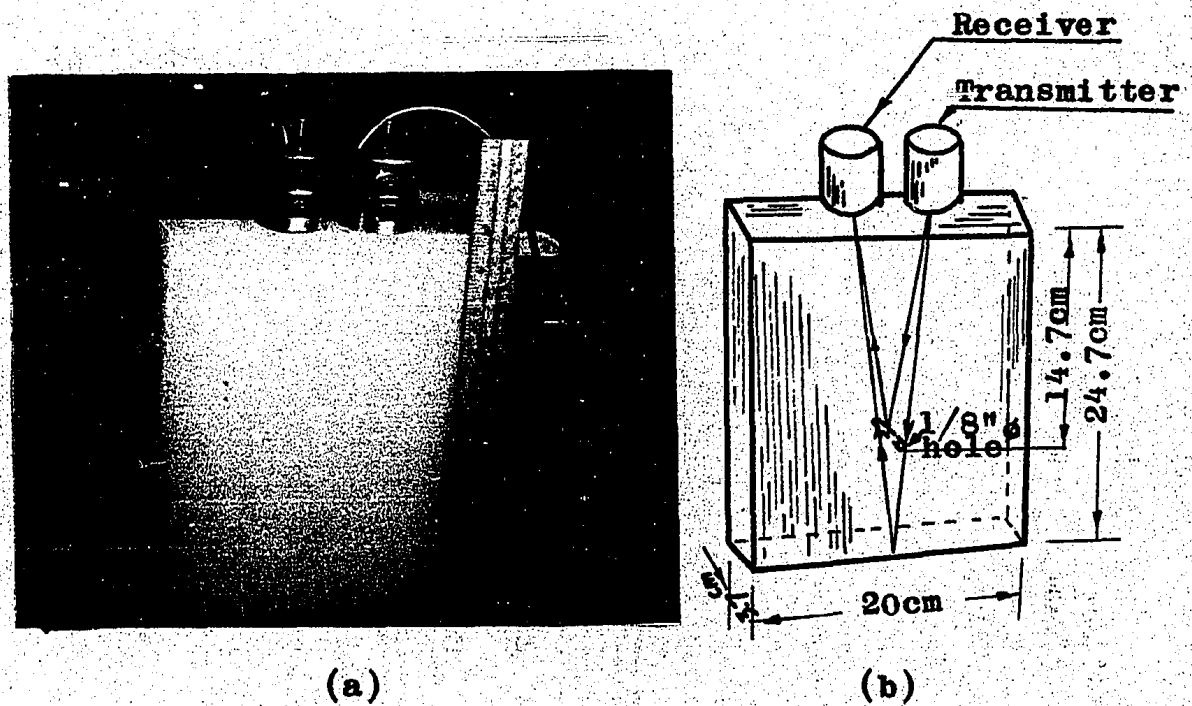 Receiver
Transmitter
14.7cm
24.7cm
1/8" ø
hole
20cm
(a)
(b)